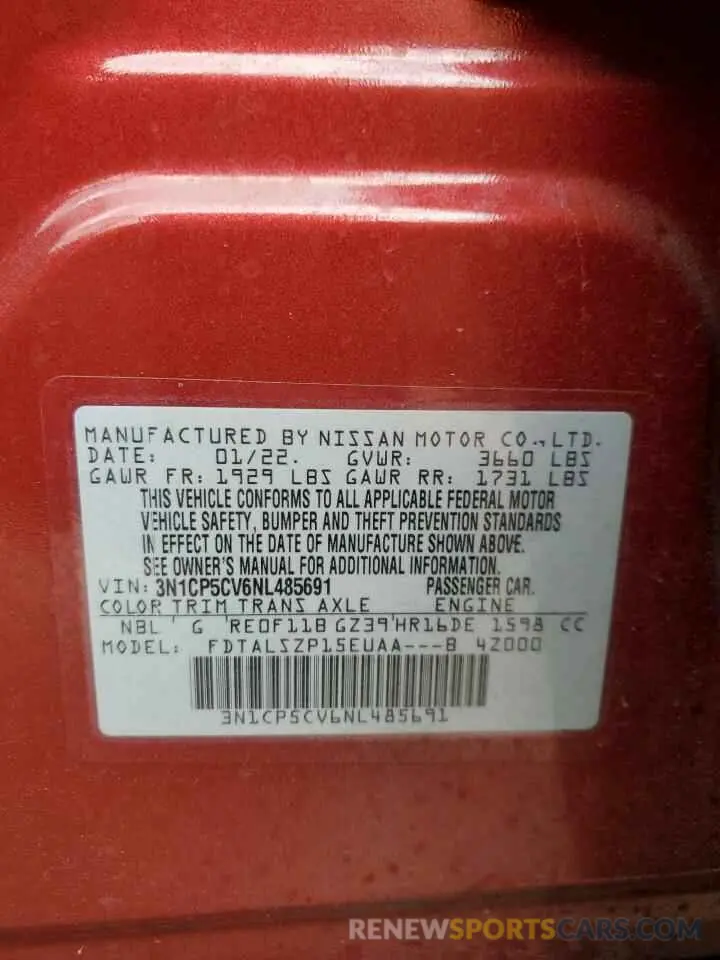 MANUFACTURED BY NISSAN MOTOR CO.,LTD.
DATE: 01/22. GVWR: 3660 LBS
GAWR FR: 1929 LBS GAWR RR: 1731 LBS
THIS VEHICLE CONFORMS TO ALL APPLICABLE FEDERAL MOTOR
VEHICLE SAFETY, BUMPER AND THEFT PREVENTION STANDARDS
IN EFFECT ON THE DATE OF MANUFACTURE SHOWN ABOVE.
SEE OWNER'S MANUAL FOR ADDITIONAL INFORMATION.
VIN: 3N1CP5CV6NL485691 PASSENGER CAR.
COLOR TRIM TRANS AXLE ENGINE
NBL ' G 'RE0F11B GZ39'HR16DE 1598 CC
MODEL: FDTALSZP15EUAA---B 42000
3N1CP5CV6NL485691
RENEWSPORTSCARS.COM